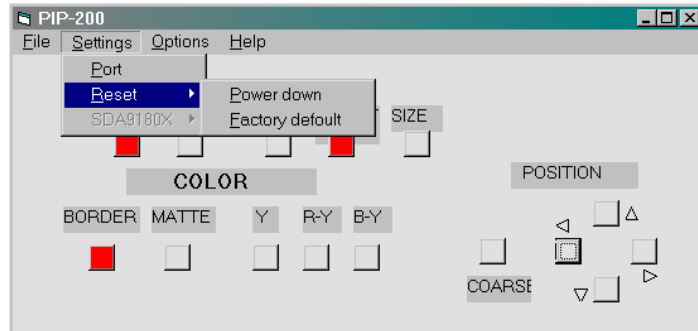 PIP-200
File Settings Options Help
Port
Reset Power down
SDA9180X Factory default
SIZE
COLOR
POSITION
BORDER MATTE Y R-Y B-Y
COARSE